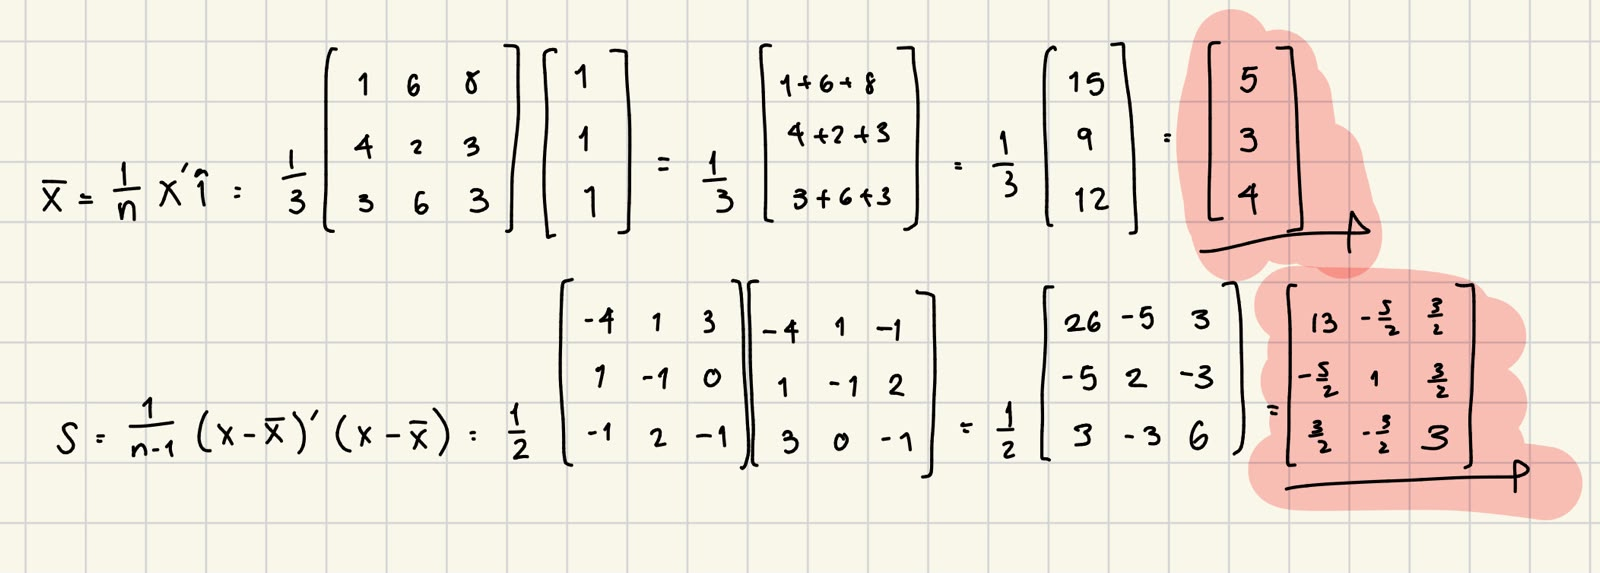 x̄ = 1/n x' 1̂ = 1/3 [1 6 8; 4 2 3; 3 6 3] [1; 1; 1] = 1/3 [1+6+8; 4+2+3; 3+6+3] = 1/3 [15; 9; 12] = [5; 3; 4]
S = 1/(n-1) (x-x̄)' (x-x̄) = 1/2 [-4 1 3; 1 -1 0; -1 2 -1] [-4 1 -1; 1 -1 2; 3 0 -1] = 1/2 [26 -5 3; -5 2 -3; 3 -3 6] = [13 -5/2 3/2; -5/2 1 3/2; 3/2 -3/2 3]